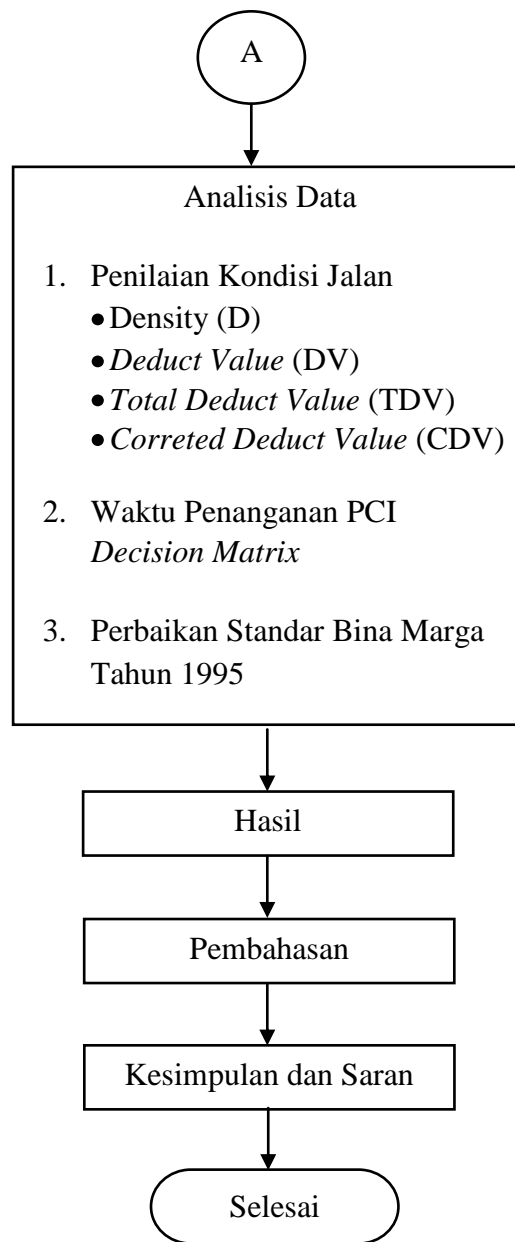 A
Analisis Data
1. Penilaian Kondisi Jalan
• Density (D)
• Deduct Value (DV)
• Total Deduct Value (TDV)
• Correted Deduct Value (CDV)
2. Waktu Penanganan PCI
Decision Matrix
3. Perbaikan Standar Bina Marga
Tahun 1995
Hasil
Pembahasan
Kesimpulan dan Saran
Selesai